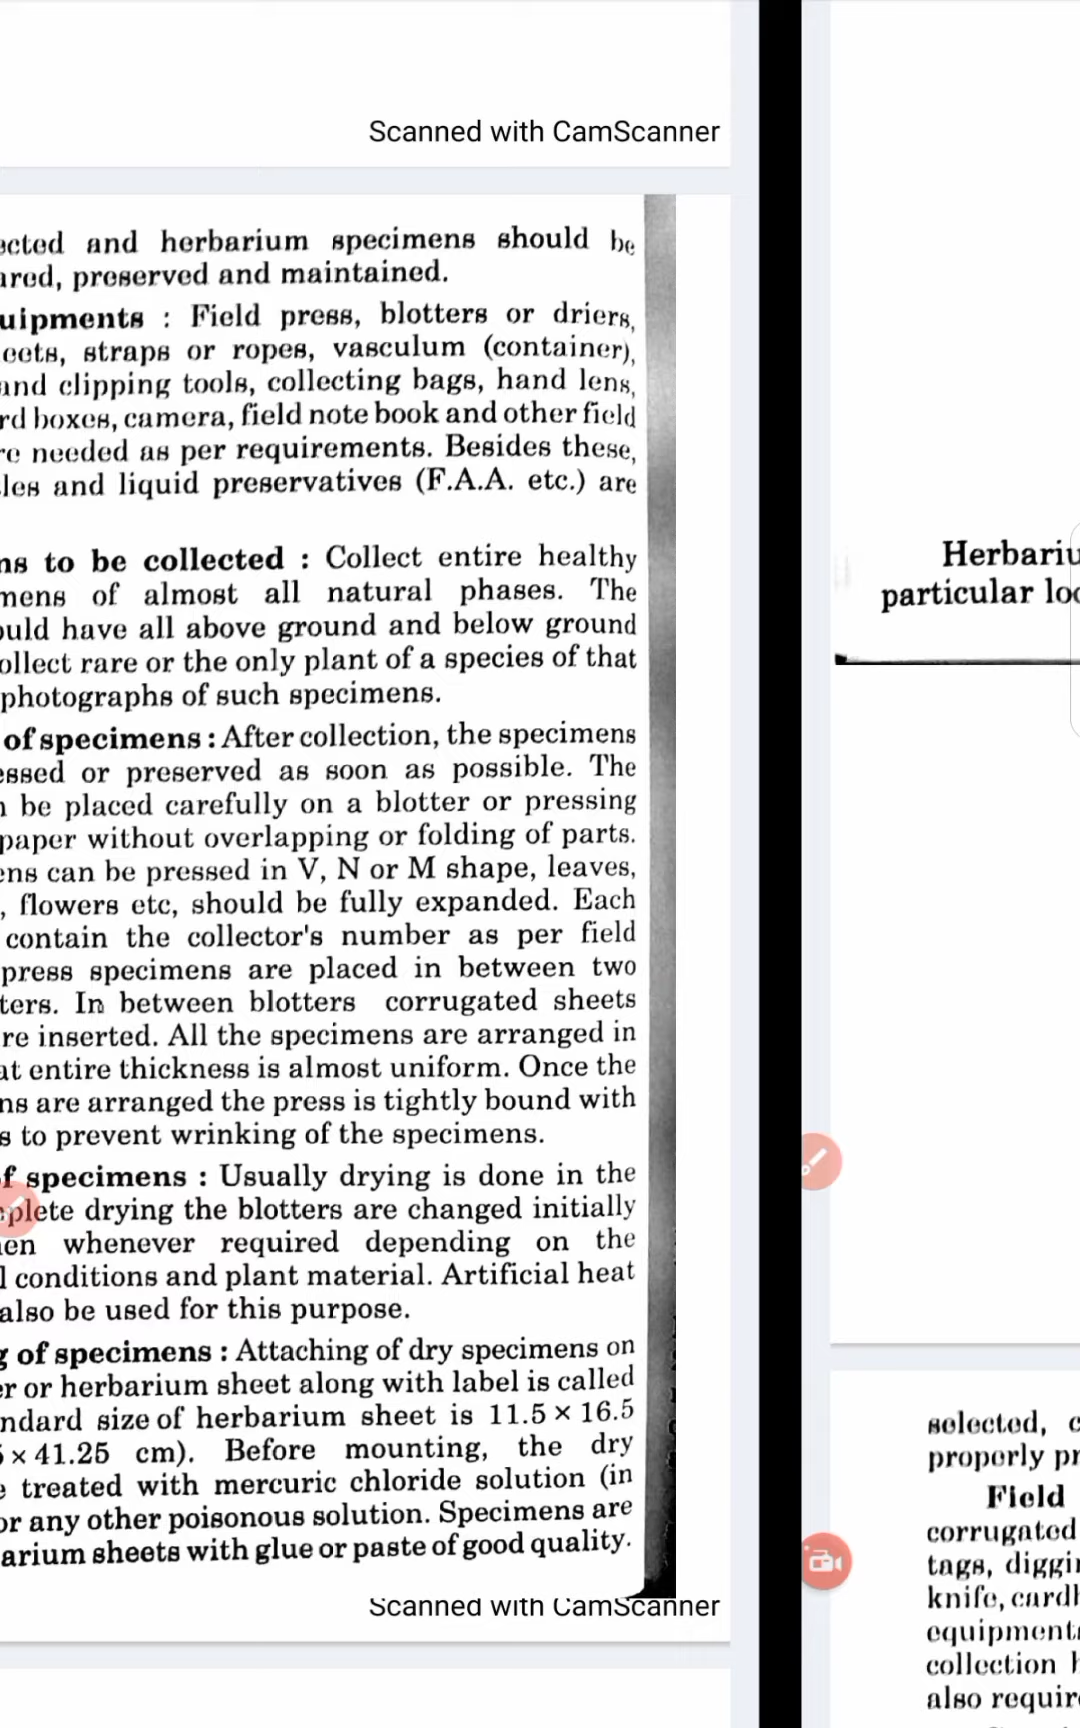 Scanned with CamScanner
ected and herbarium specimens should be
ared, preserved and maintained.
uipments : Field press, blotters or driers,
eets, straps or ropes, vasculum (container),
and clipping tools, collecting bags, hand lens,
rd boxes, camera, field note book and other field
re needed as per requirements. Besides these,
les and liquid preservatives (F.A.A. etc.) are
ns to be collected : Collect entire healthy
mens of almost all natural phases. The
ould have all above ground and below ground
ollect rare or the only plant of a species of that
photographs of such specimens.
of specimens : After collection, the specimens
essed or preserved as soon as possible. The
n be placed carefully on a blotter or pressing
paper without overlapping or folding of parts.
ens can be pressed in V, N or M shape, leaves,
, flowers etc, should be fully expanded. Each
contain the collector's number as per field
press specimens are placed in between two
ters. In between blotters corrugated sheets
re inserted. All the specimens are arranged in
at entire thickness is almost uniform. Once the
ns are arranged the press is tightly bound with
s to prevent wrinking of the specimens.
f specimens : Usually drying is done in the
plete drying the blotters are changed initially
en whenever required depending on the
l conditions and plant material. Artificial heat
also be used for this purpose.
g of specimens : Attaching of dry specimens on
er or herbarium sheet along with label is called
ndard size of herbarium sheet is 11.5 × 16.5
5 × 41.25 cm). Before mounting, the dry
e treated with mercuric chloride solution (in
or any other poisonous solution. Specimens are
arium sheets with glue or paste of good quality.
Scanned with CamScanner
Herbariu
particular loc
selected, c
properly pr
Field
corrugated
tags, diggin
knife, cardb
equipments
collection b
also require